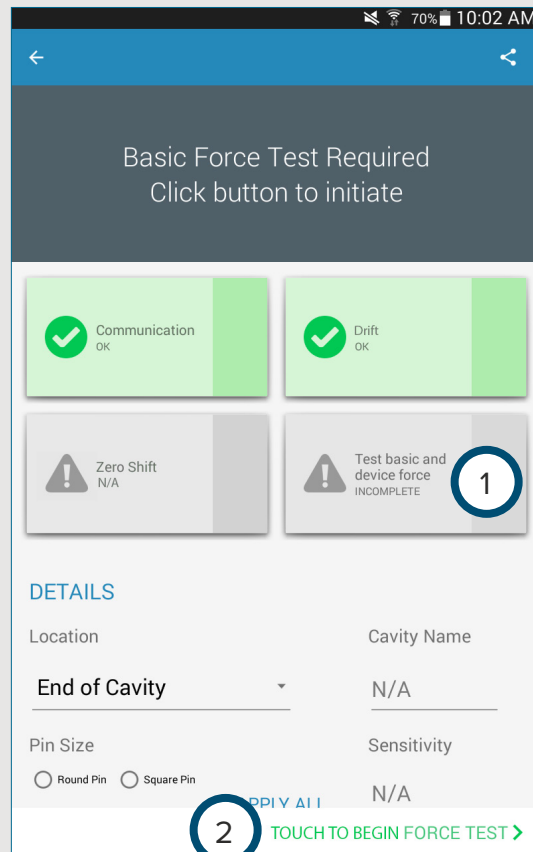 70% 10:02 AM
Basic Force Test Required
Click button to initiate
Communication
OK
Drift
OK
Zero Shift
N/A
Test basic and
device force
INCOMPLETE
1
DETAILS
Location
Cavity Name
End of Cavity
N/A
Pin Size
Sensitivity
Round Pin
Square Pin
N/A
PPLY ALL
2
TOUCH TO BEGIN FORCE TEST